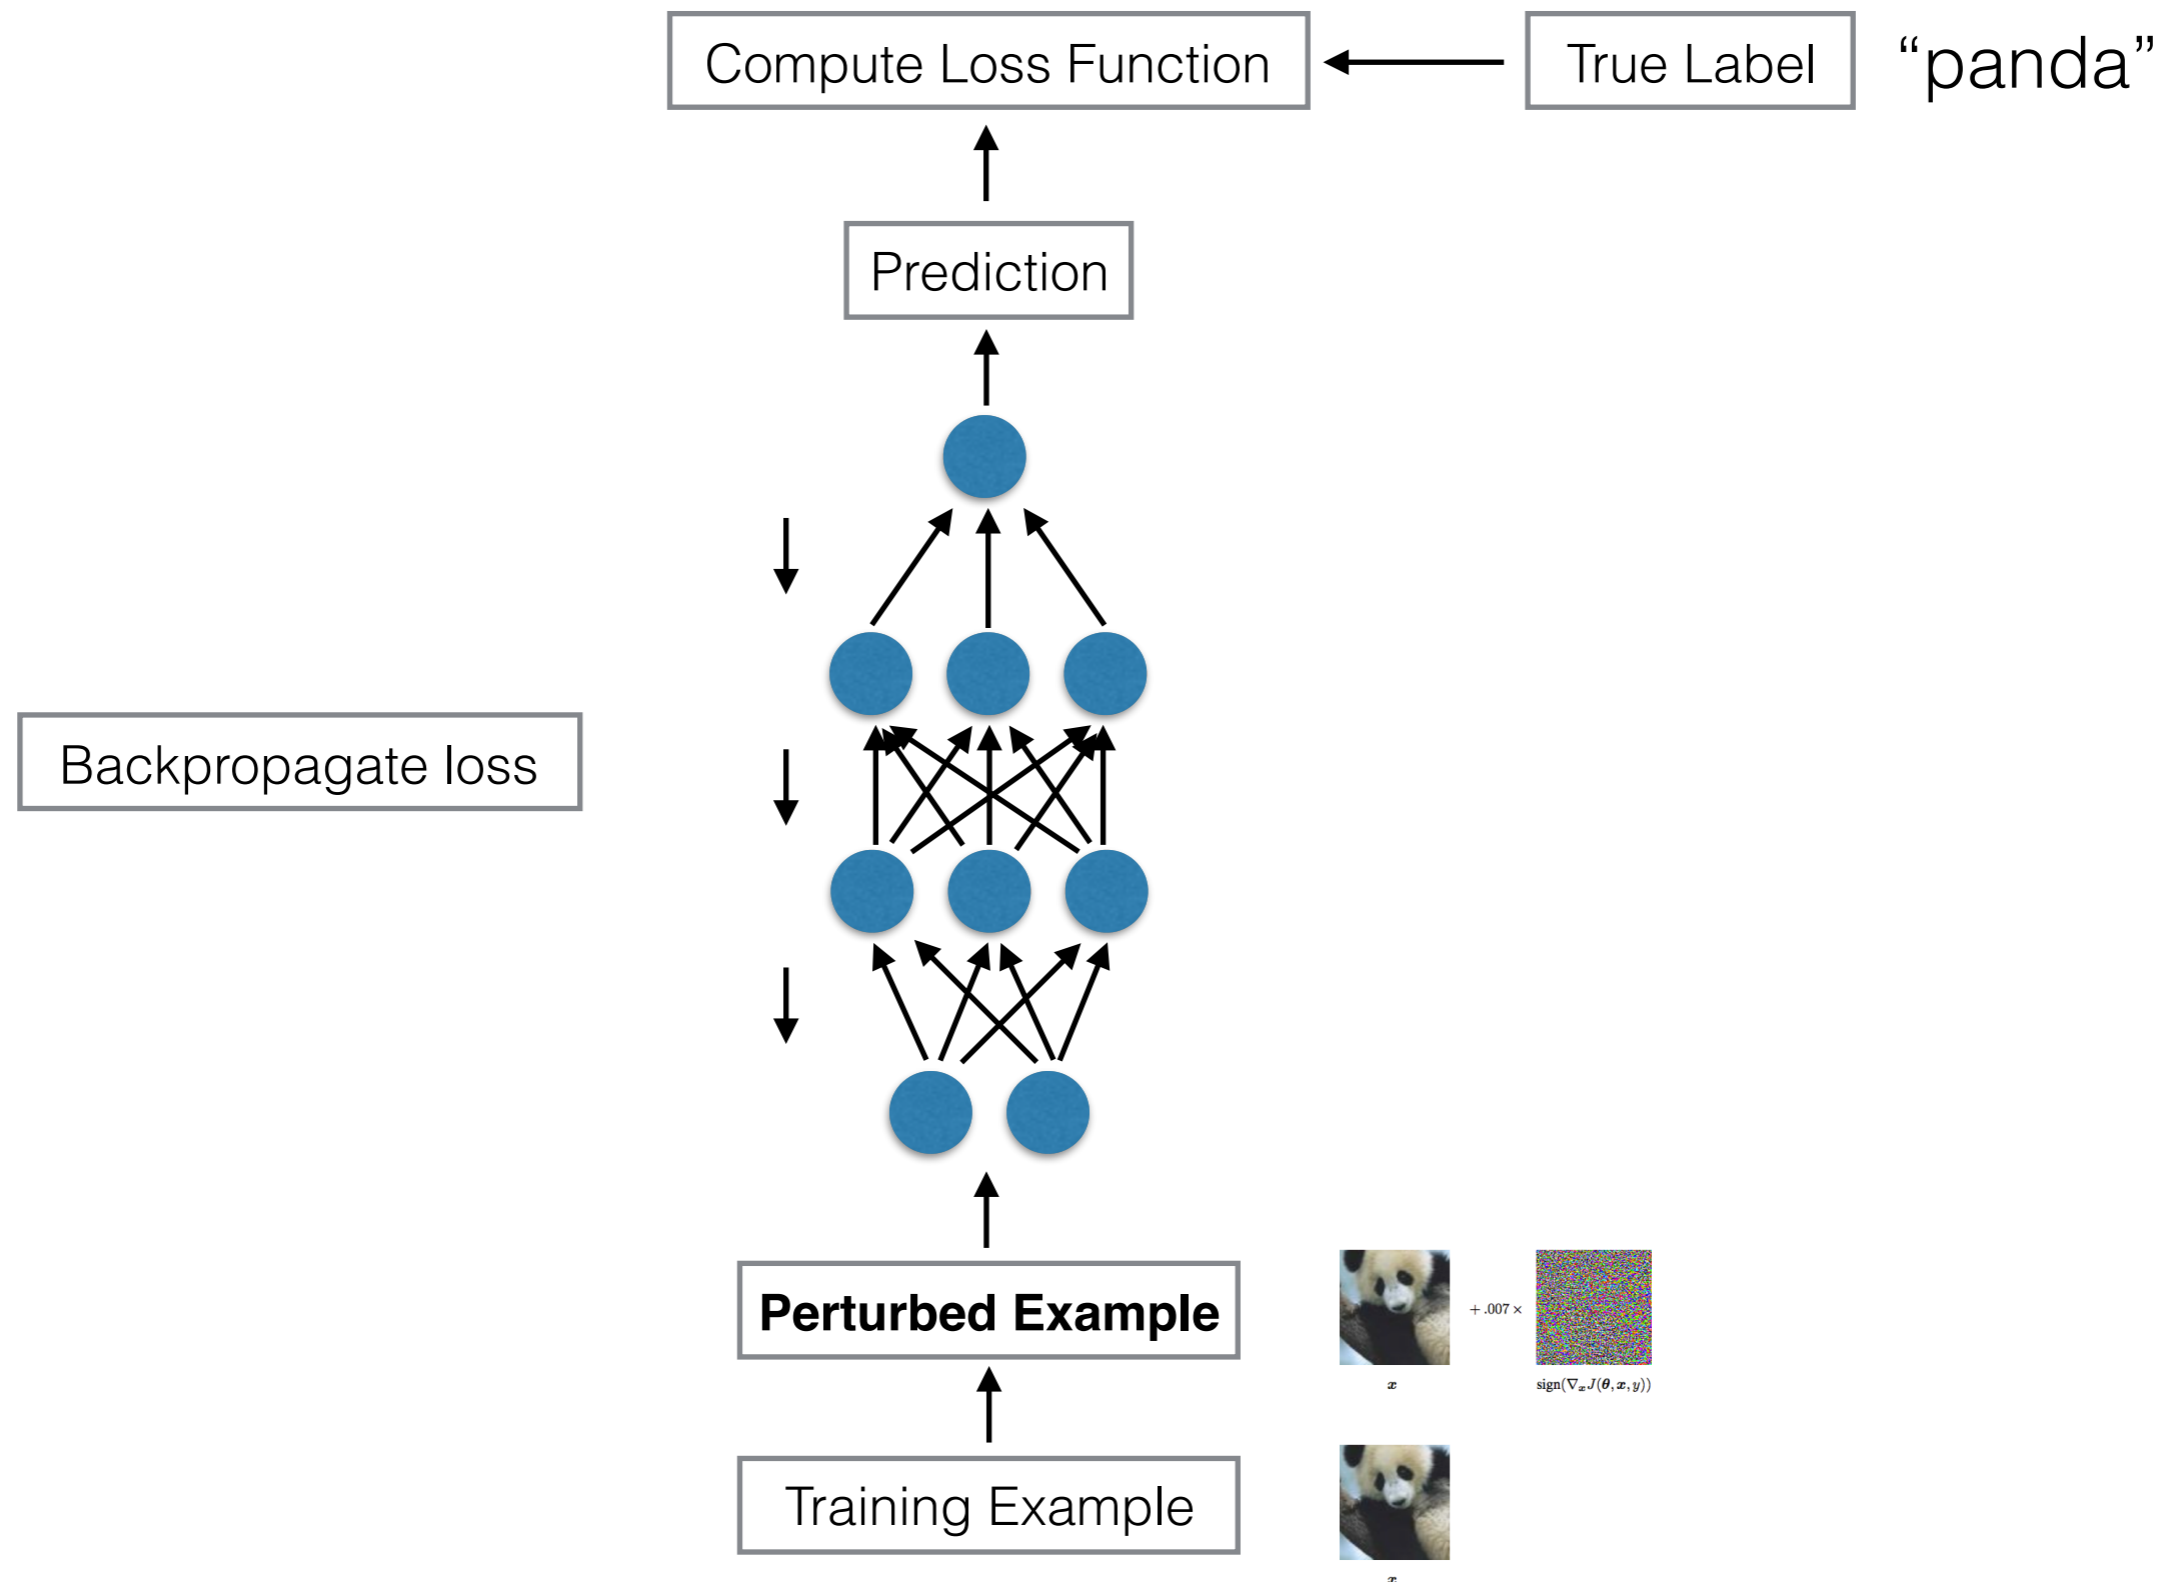 Compute Loss Function
True Label
“panda”
Prediction
Backpropagate loss
Perturbed Example
+ .007 ×
x
sign(∇ₓJ(θ, x, y))
Training Example
x